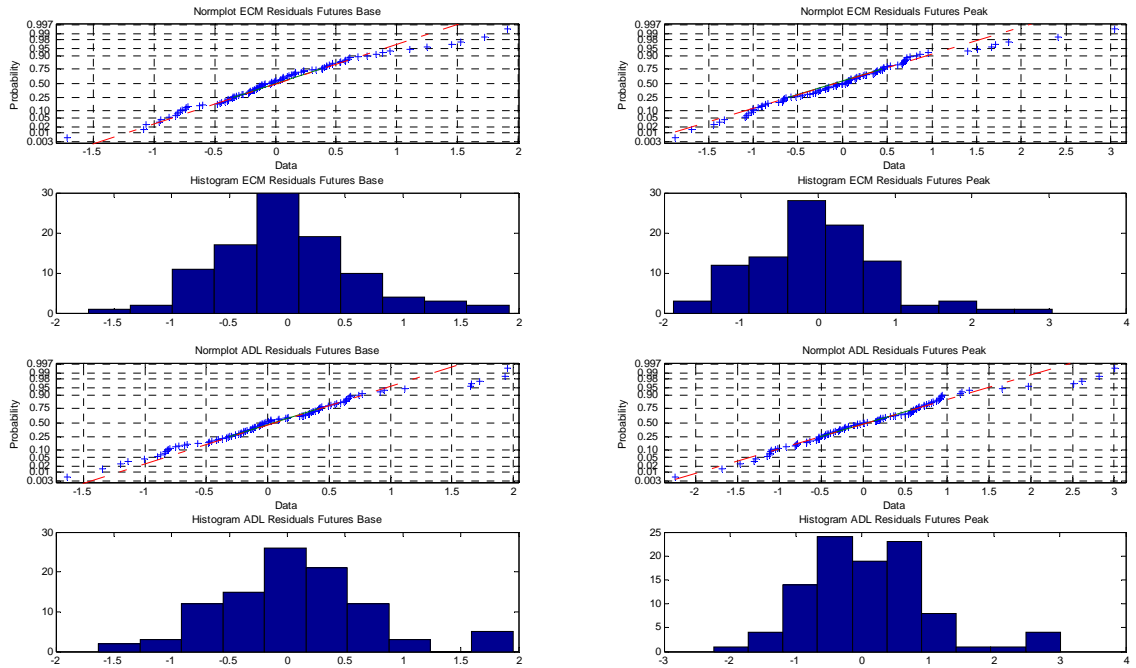 Normplot ECM Residuals Futures Base
0.997
0.99
0.98
0.95
0.90
0.75
0.50
0.25
0.10
0.05
0.02
0.01
0.003
Probability
-1.5 -1 -0.5 0 0.5 1 1.5 2
Data
Histogram ECM Residuals Futures Base
30
20
10
0
-2 -1.5 -1 -0.5 0 0.5 1 1.5 2
Normplot ADL Residuals Futures Base
0.997
0.99
0.98
0.95
0.90
0.75
0.50
0.25
0.10
0.05
0.02
0.01
0.003
Probability
-1.5 -1 -0.5 0 0.5 1 1.5 2
Data
Histogram ADL Residuals Futures Base
30
20
10
0
-2 -1.5 -1 -0.5 0 0.5 1 1.5 2
Normplot ECM Residuals Futures Peak
0.997
0.99
0.98
0.95
0.90
0.75
0.50
0.25
0.10
0.05
0.02
0.01
0.003
Probability
-1.5 -1 -0.5 0 0.5 1 1.5 2 2.5 3
Data
Histogram ECM Residuals Futures Peak
30
20
10
0
-2 -1 0 1 2 3 4
Normplot ADL Residuals Futures Peak
0.997
0.99
0.98
0.95
0.90
0.75
0.50
0.25
0.10
0.05
0.02
0.01
0.003
Probability
-2 -1.5 -1 -0.5 0 0.5 1 1.5 2 2.5 3
Data
Histogram ADL Residuals Futures Peak
25
20
15
10
5
0
-3 -2 -1 0 1 2 3 4